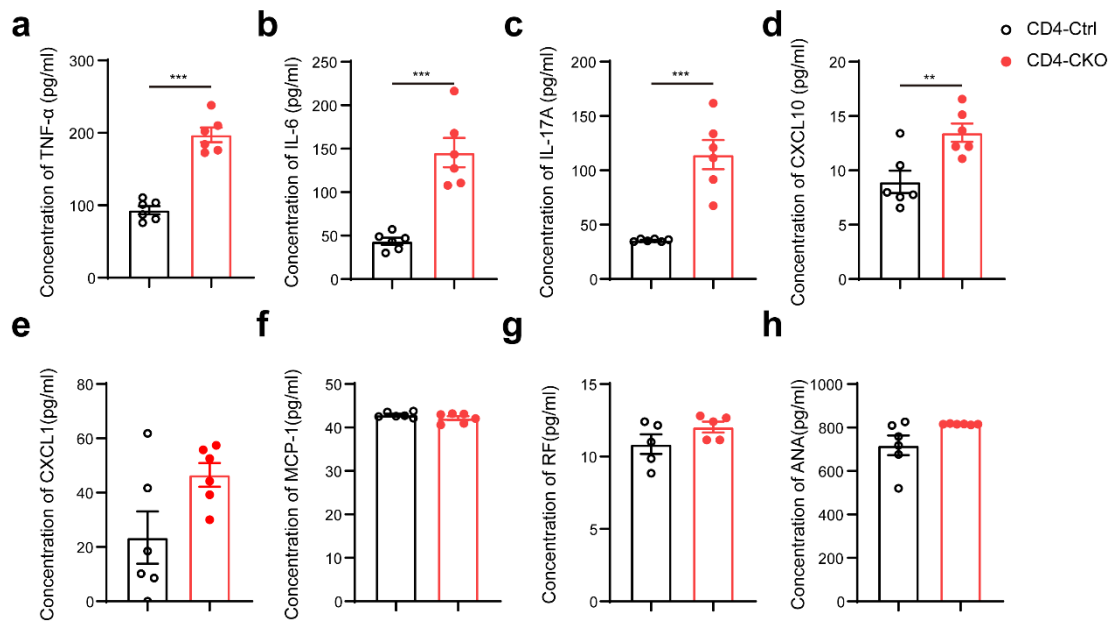 a
b
c
d
CD4-Ctrl
CD4-CKO
Concentration of TNF-α (pg/ml)
300
200
100
0
***
Concentration of IL-6 (pg/ml)
250
200
150
100
50
0
***
Concentration of IL-17A (pg/ml)
200
150
100
50
0
***
Concentration of CXCL10 (pg/ml)
20
15
10
5
0
**
e
f
g
h
Concentration of CXCL1(pg/ml)
80
60
40
20
0
Concentration of MCP-1(pg/ml)
50
40
30
20
10
0
Concentration of RF(pg/ml)
15
10
5
0
Concentration of ANA(pg/ml)
1000
800
600
400
200
0